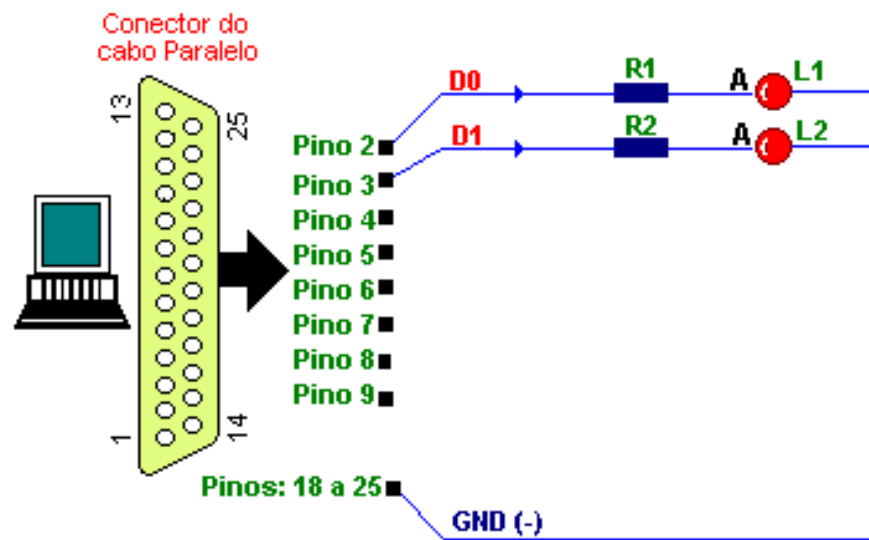 Conector do
cabo Paralelo
13
25
1
14
D0
R1
A
L1
D1
R2
A
L2
Pino 2
Pino 3
Pino 4
Pino 5
Pino 6
Pino 7
Pino 8
Pino 9
Pinos: 18 a 25
GND (-)